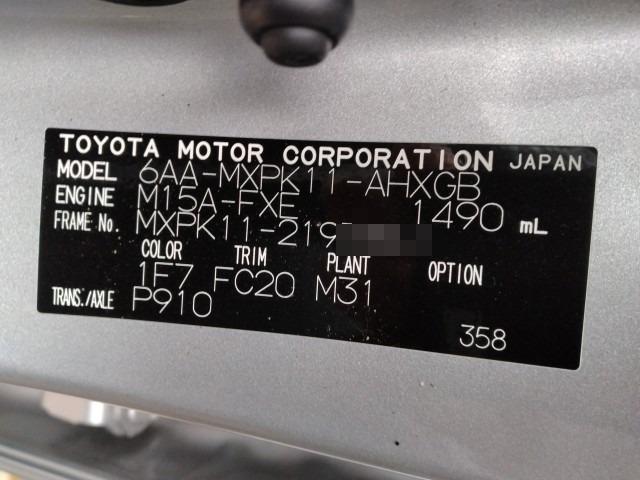 TOYOTA MOTOR CORPORATION JAPAN
MODEL 6AA-MXPK11-AHXGB
ENGINE M15A-FXE 1490 mL
FRAME No. MXPK11-219
COLOR TRIM PLANT OPTION
1F7 FC20 M31
TRANS./AXLE P910
358